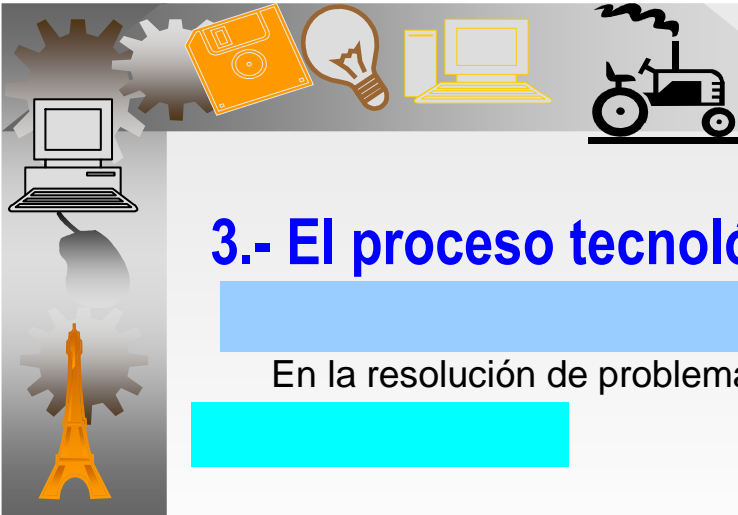 3.- El proceso tecnoló
En la resolución de problema